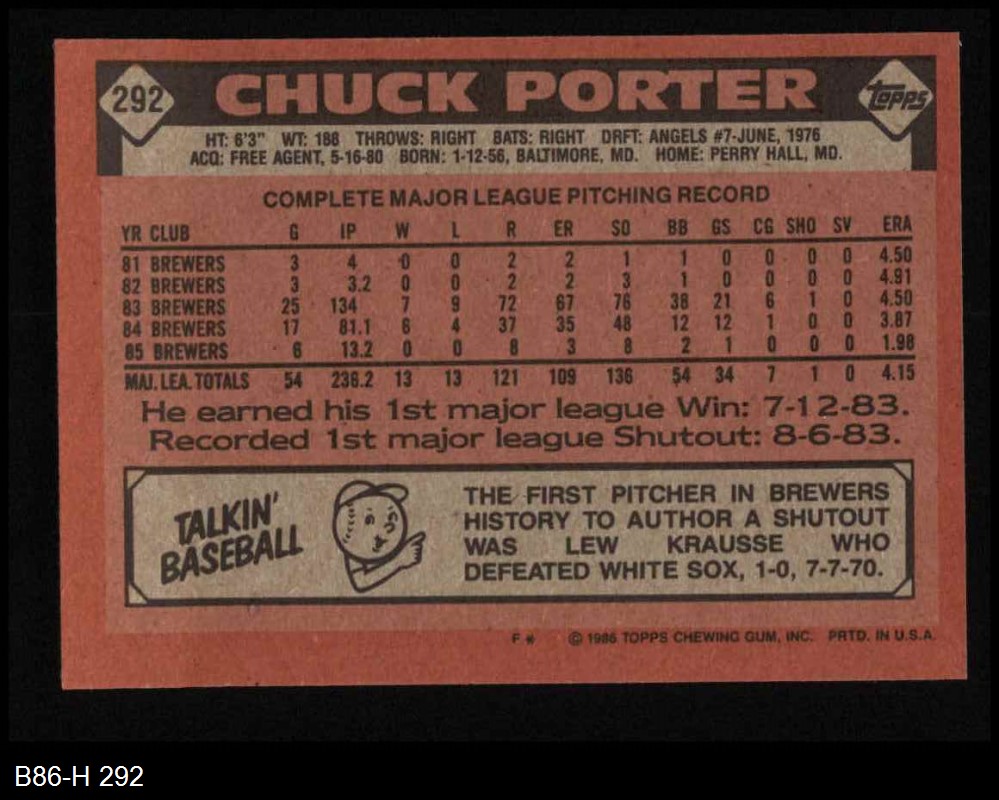 292 CHUCK PORTER Topps
HT: 6'3" WT: 188 THROWS: RIGHT BATS: RIGHT DRFT: ANGELS #7-JUNE, 1976
ACQ: FREE AGENT, 5-16-80 BORN: 1-12-56, BALTIMORE, MD. HOME: PERRY HALL, MD.
COMPLETE MAJOR LEAGUE PITCHING RECORD
YR CLUB G IP W L R ER SO BB GS CG SHO SV ERA
81 BREWERS 3 4 0 0 2 2 1 1 0 0 0 0 4.50
82 BREWERS 3 3.2 0 0 2 2 3 1 0 0 0 0 4.91
83 BREWERS 25 134 7 9 72 67 76 38 21 6 1 0 4.50
84 BREWERS 17 81.1 6 4 37 35 48 12 12 1 0 0 3.87
85 BREWERS 6 13.2 0 0 8 3 8 2 1 0 0 0 1.98
MAJ. LEA. TOTALS 54 236.2 13 13 121 109 136 54 34 7 1 0 4.15
He earned his 1st major league Win: 7-12-83.
Recorded 1st major league Shutout: 8-6-83.
TALKIN'
BASEBALL
THE FIRST PITCHER IN BREWERS
HISTORY TO AUTHOR A SHUTOUT
WAS LEW KRAUSSE WHO
DEFEATED WHITE SOX, 1-0, 7-7-70.
F * © 1986 TOPPS CHEWING GUM, INC. PRTD. IN U.S.A.
B86-H 292